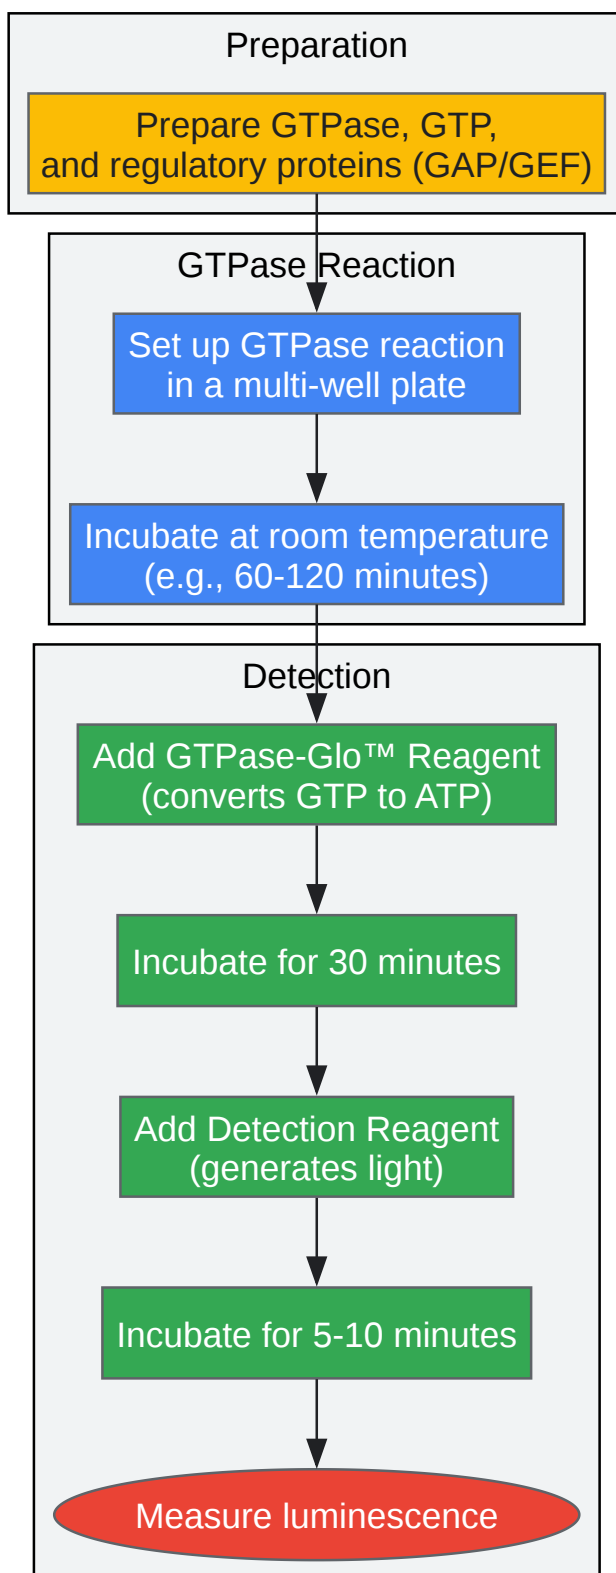 Preparation
Prepare GTPase, GTP,
and regulatory proteins (GAP/GEF)
GTPase Reaction
Set up GTPase reaction
in a multi-well plate
Incubate at room temperature
(e.g., 60-120 minutes)
Detection
Add GTPase-Glo™ Reagent
(converts GTP to ATP)
Incubate for 30 minutes
Add Detection Reagent
(generates light)
Incubate for 5-10 minutes
Measure luminescence